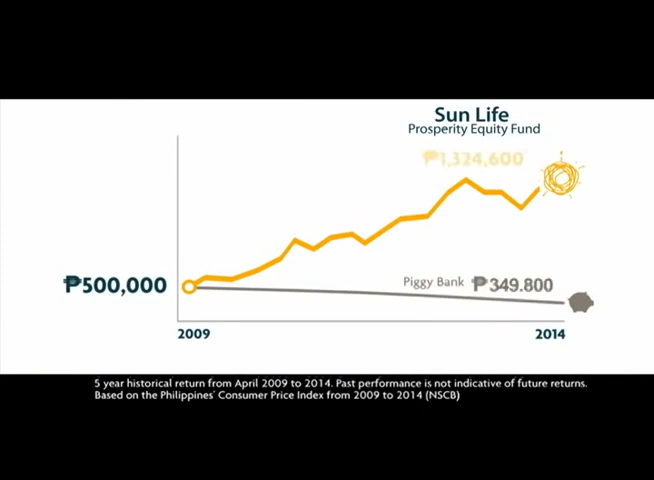 Sun Life
Prosperity Equity Fund
₱1,324,600
₱500,000
Piggy Bank ₱349.800
2009
2014
5 year historical return from April 2009 to 2014. Past performance is not indicative of future returns.
Based on the Philippines' Consumer Price Index from 2009 to 2014 (NSCB)